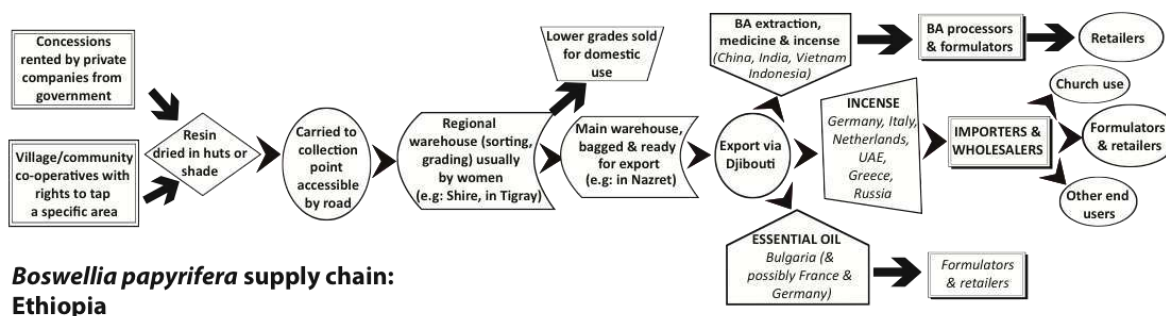 Concessions
rented by private
companies from
government
Village/community
co-operatives with
rights to tap
a specific area
Resin
dried in huts or
shade
Carried to
collection
point
accessible
by road
Regional
warehouse (sorting,
grading) usually
by women
(e.g: Shire, in Tigray)
Lower grades sold
for domestic
use
Main warehouse,
bagged & ready
for export
(e.g: in Nazret)
Export via
Djibouti
BA extraction,
medicine & incense
(China, India, Vietnam
Indonesia)
BA processors
& formulators
Retailers
INCENSE
Germany, Italy,
Netherlands,
UAE,
Greece,
Russia
IMPORTERS &
WHOLESALERS
Church use
Formulators
& retailers
Other end
users
ESSENTIAL OIL
Bulgaria (&
possibly France &
Germany)
Formulators
& retailers
Boswellia papyrifera supply chain:
Ethiopia